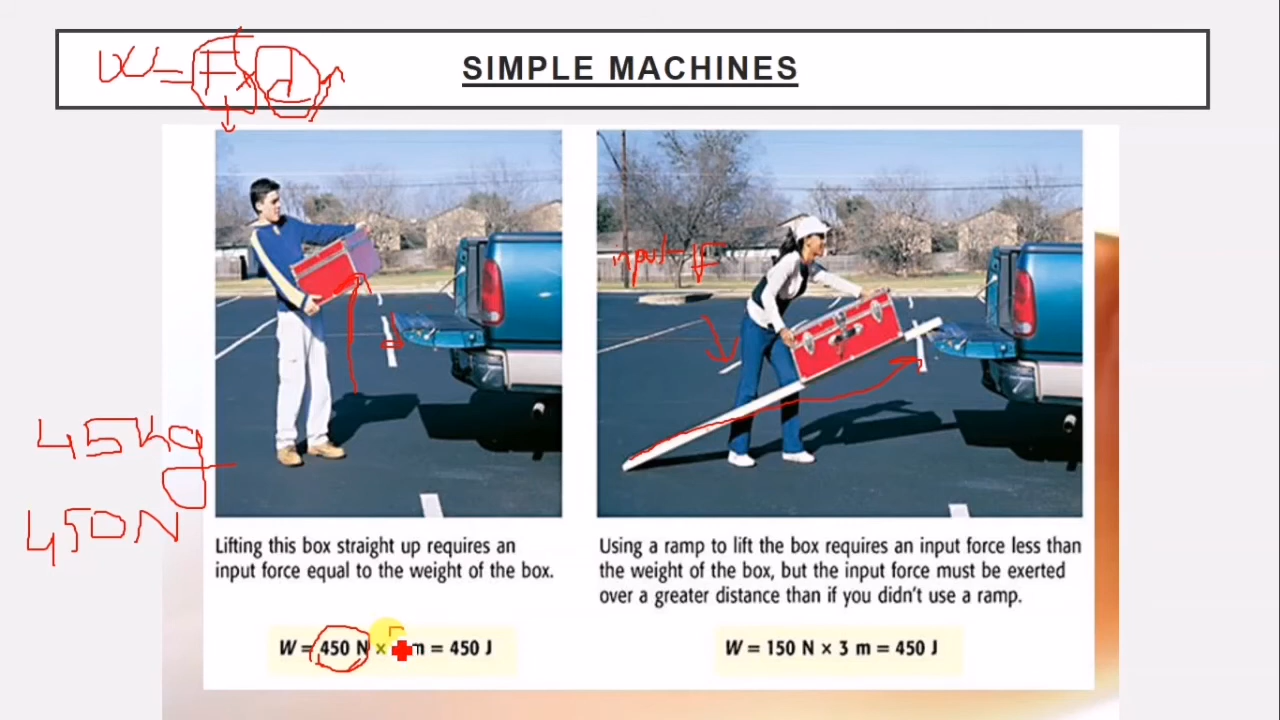 W = F × d
SIMPLE MACHINES
input F
45kg
450N
Lifting this box straight up requires an
input force equal to the weight of the box.
W = 450 N × m = 450 J
Using a ramp to lift the box requires an input force less than
the weight of the box, but the input force must be exerted
over a greater distance than if you didn't use a ramp.
W = 150 N × 3 m = 450 J